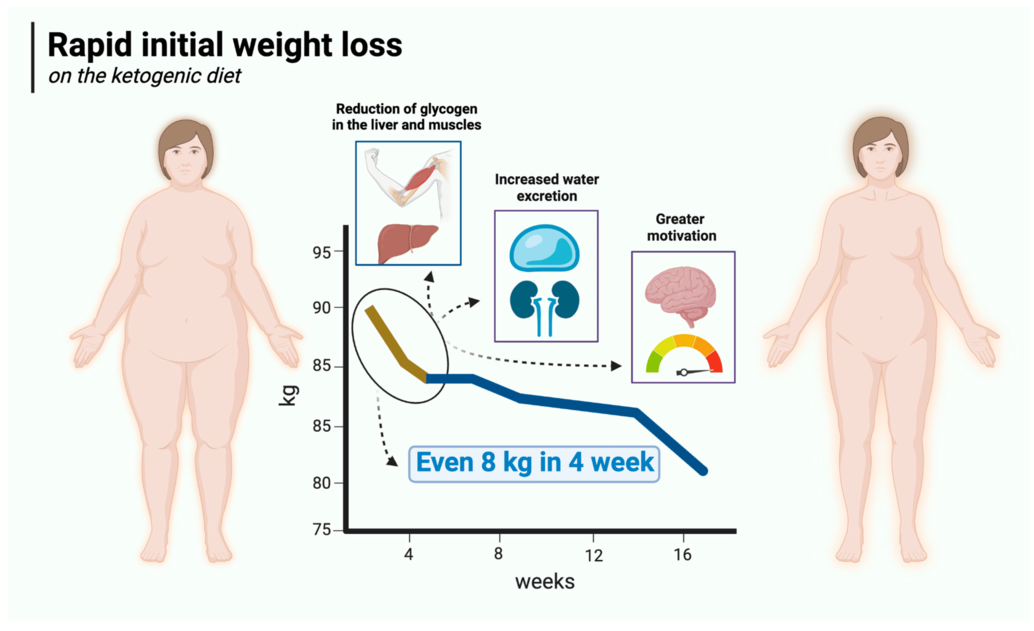 Rapid initial weight loss
on the ketogenic diet
Reduction of glycogen
in the liver and muscles
Increased water
excretion
Greater
motivation
95
90
85
85
80
75
kg
Even 8 kg in 4 week
4
8
12
16
weeks